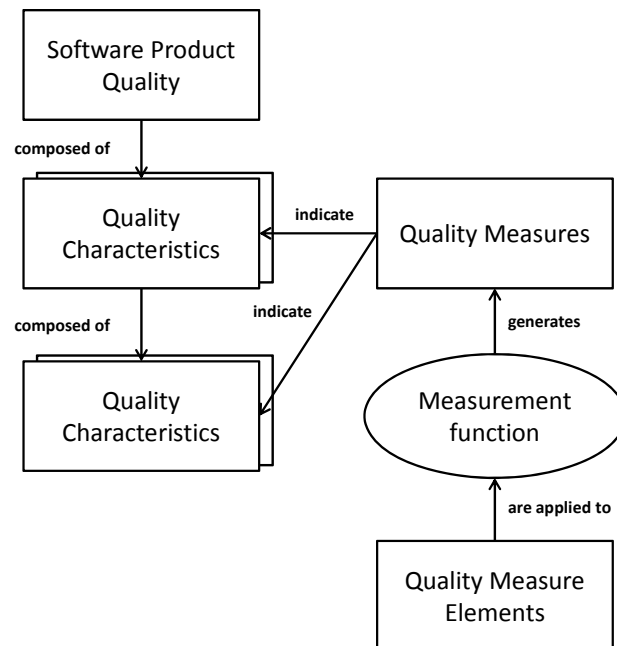 Software Product
Quality
composed of
Quality
Characteristics
indicate
Quality Measures
composed of
indicate
generates
Quality
Characteristics
Measurement
function
are applied to
Quality Measure
Elements